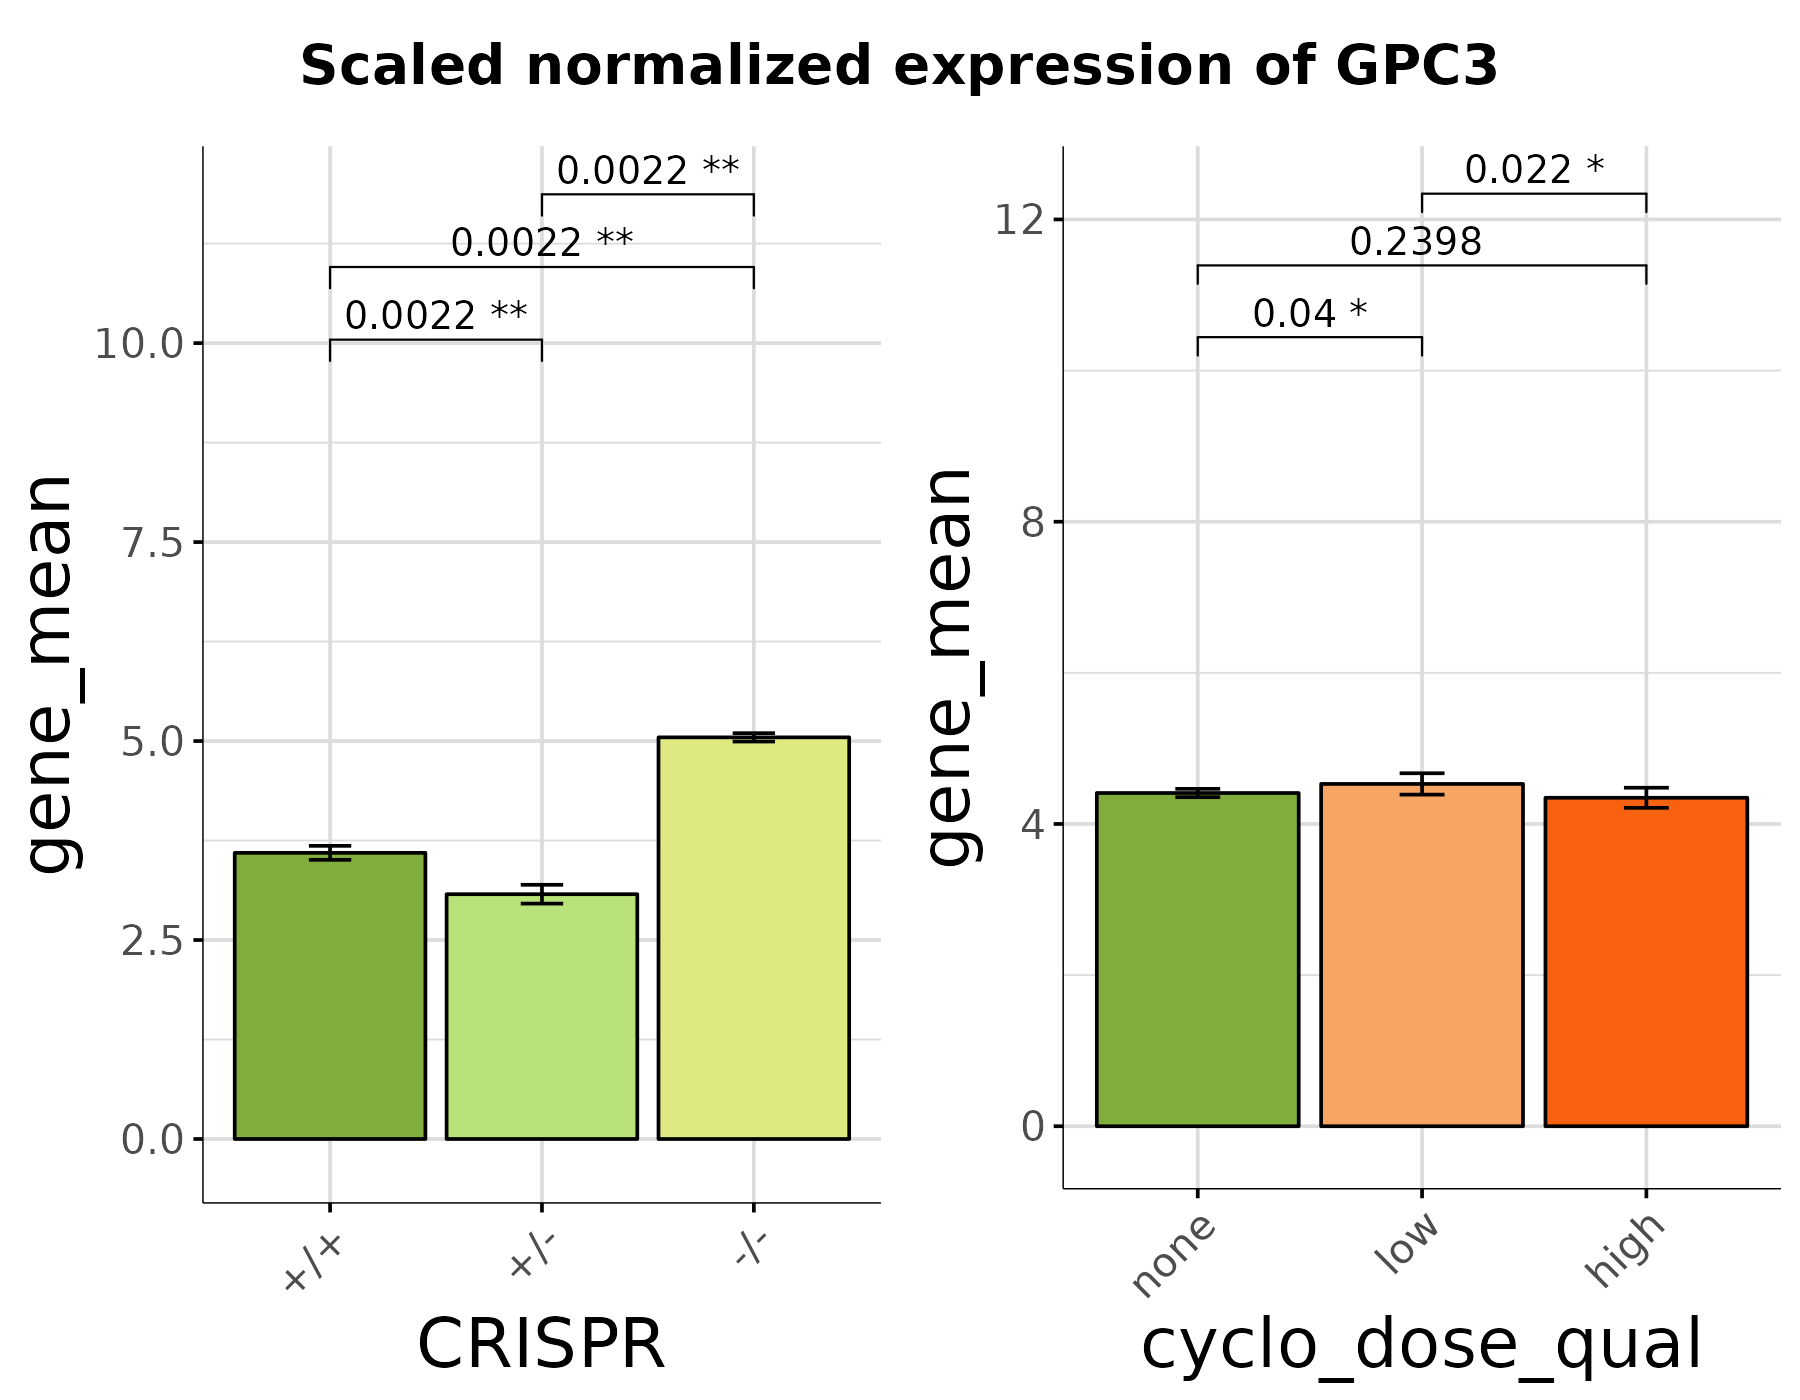 Scaled normalized expression of GPC3
gene_mean
0.0022 **
0.0022 **
0.0022 **
10.0
7.5
5.0
2.5
0.0
+/+
+/-
-/-
CRISPR
gene_mean
0.022 *
0.2398
0.04 *
12
8
4
0
none
low
high
cyclo_dose_qual